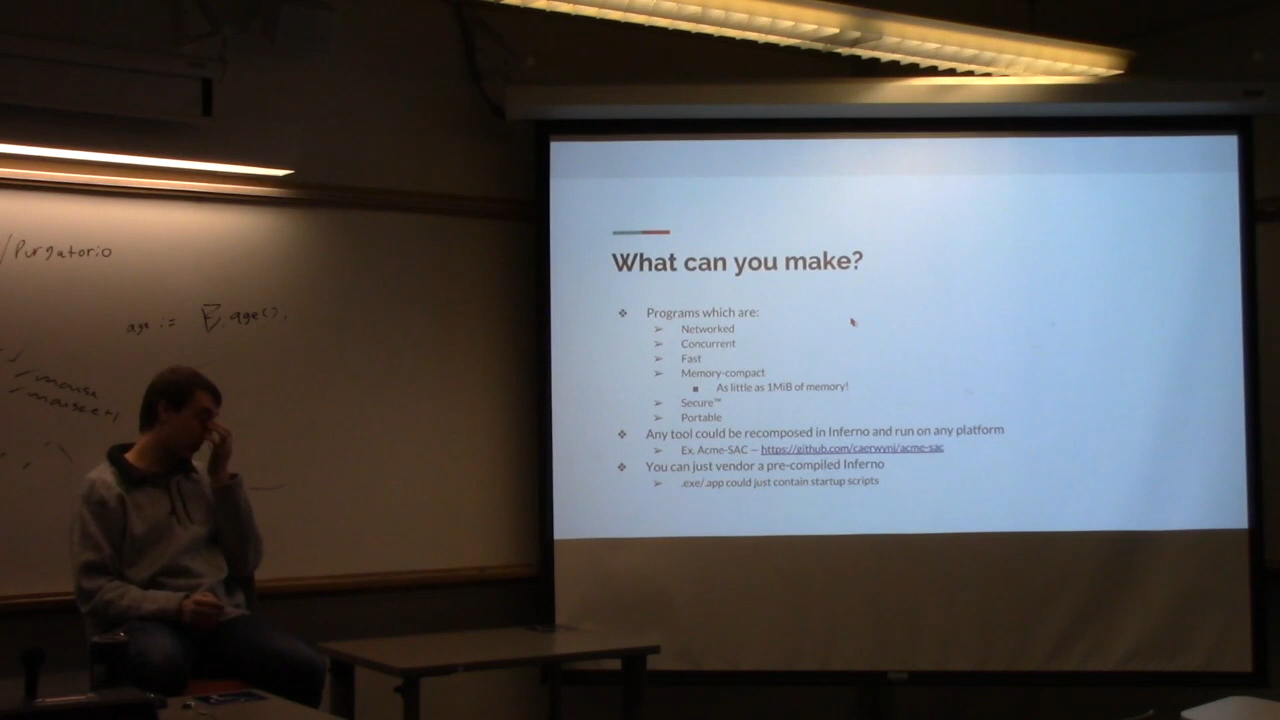 /Purgatorio
age := .age();
/mouse
/mousectl
What can you make?
❖ Programs which are:
➢ Networked
➢ Concurrent
➢ Fast
➢ Memory-compact
■ As little as 1MiB of memory!
➢ Secure™
➢ Portable
❖ Any tool could be recomposed in Inferno and run on any platform
➢ Ex. Acme-SAC — https://github.com/caerwynj/acme-sac
❖ You can just vendor a pre-compiled Inferno
➢ .exe/.app could just contain startup scripts